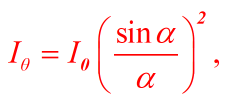 I_θ = I_0 (sin α / α)^2 ,